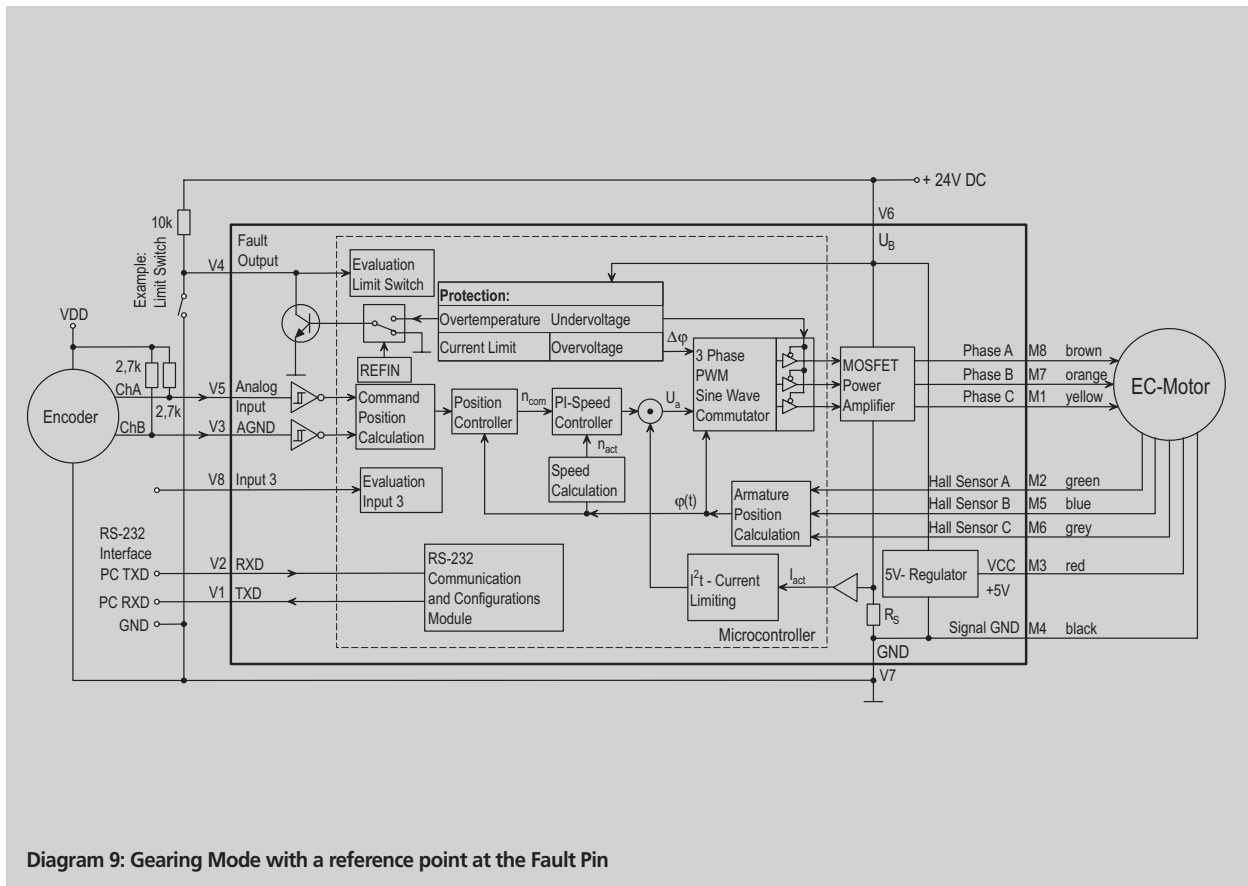 + 24V DC
V6
U_B
10k
Example:
Limit Switch
V4
Fault
Output
Evaluation
Limit Switch
Protection:
Overtemperature Undervoltage
Current Limit
Overvoltage
REFIN
VDD
2,7k
2,7k
Encoder
ChA
ChB
V5
Analog
Input
V3
AGND
Command
Position
Calculation
Position
Controller
n_com
PI-Speed
Controller
n_act
Speed
Calculation
U_a
Δφ
3 Phase
PWM
Sine Wave
Commutator
MOSFET
Power
Amplifier
Phase A M8 brown
Phase B M7 orange
Phase C M1 yellow
EC-Motor
V8 Input 3
Evaluation
Input 3
φ(t)
Armature
Position
Calculation
Hall Sensor A M2 green
Hall Sensor B M5 blue
Hall Sensor C M6 grey
RS-232
Interface
PC TXD
V2 RXD
PC RXD
V1 TXD
GND
RS-232
Communication
and Configurations
Module
I²t - Current
Limiting
I_act
R_S
5V- Regulator
VCC
+5V
M3 red
Signal GND M4 black
Microcontroller
GND
V7
Diagram 9: Gearing Mode with a reference point at the Fault Pin